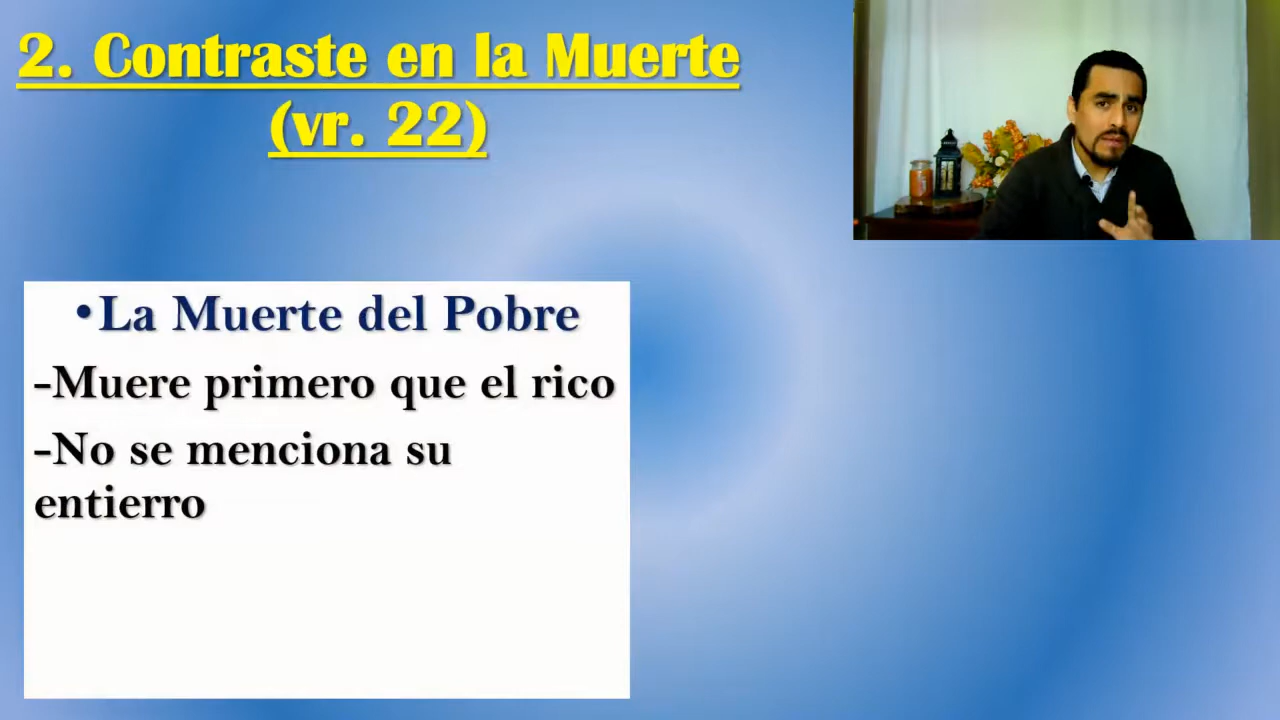 2. Contraste en la Muerte
(vr. 22)
•La Muerte del Pobre
-Muere primero que el rico
-No se menciona su
entierro